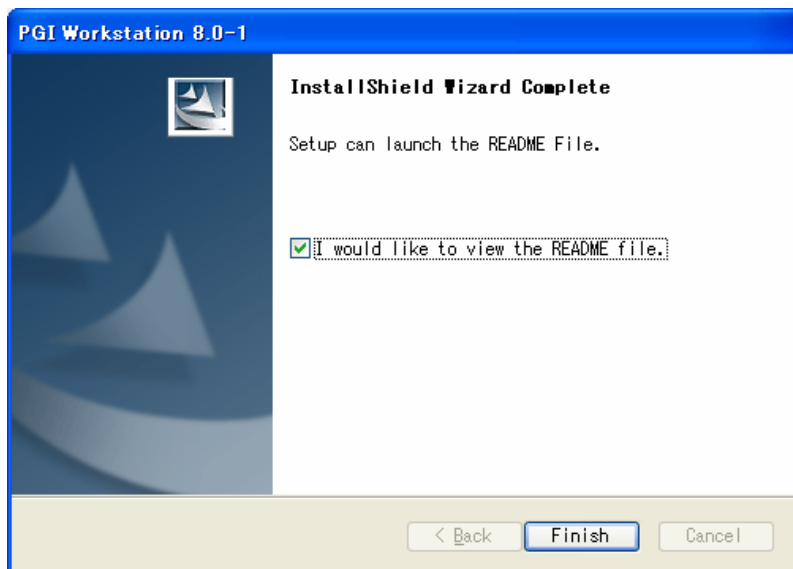 PGI Workstation 8.0-1
InstallShield Wizard Complete
Setup can launch the README File.
I would like to view the README file.
< Back
Finish
Cancel